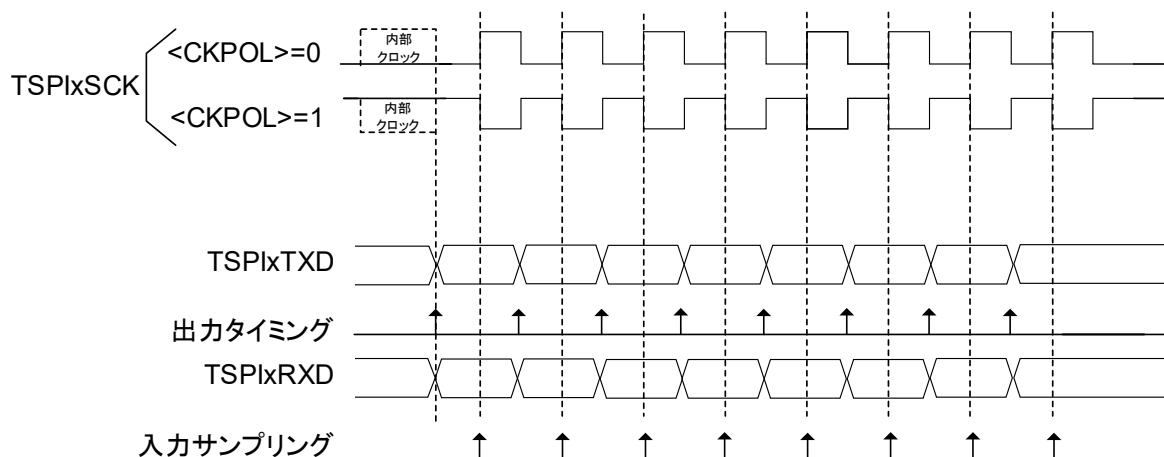 内部
クロック
<CKPOL>=0
TSPIxSCK
内部
クロック
<CKPOL>=1
TSPIxTXD
出力タイミング
TSPIxRXD
入力サンプリング